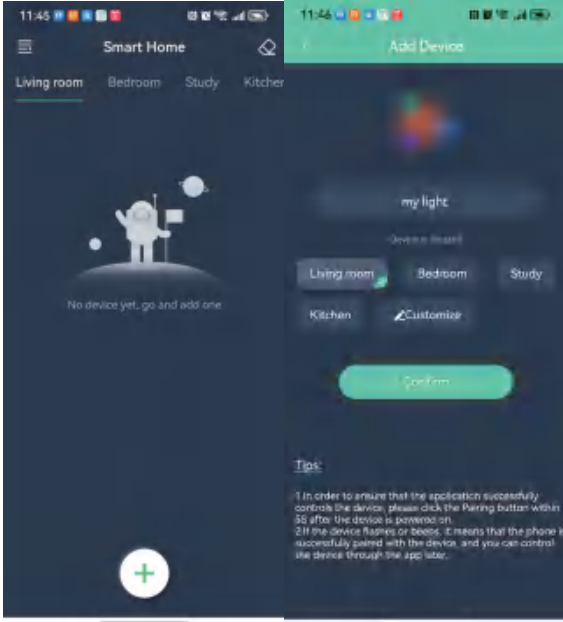 11:45
Smart Home
Living room Bedroom Study Kitchen
No device yet, go and add one
+
11:46
Add Device
my light
Device is located
Living room Bedroom Study
Kitchen Customize
Confirm
Tips:
1.In order to ensure that the application successfully
controls the device, please click the Pairing button within
5S after the device is powered on.
2.If the device flashes or beeps, it means that the phone is
successfully paired with the device, and you can control
the device through the app later.